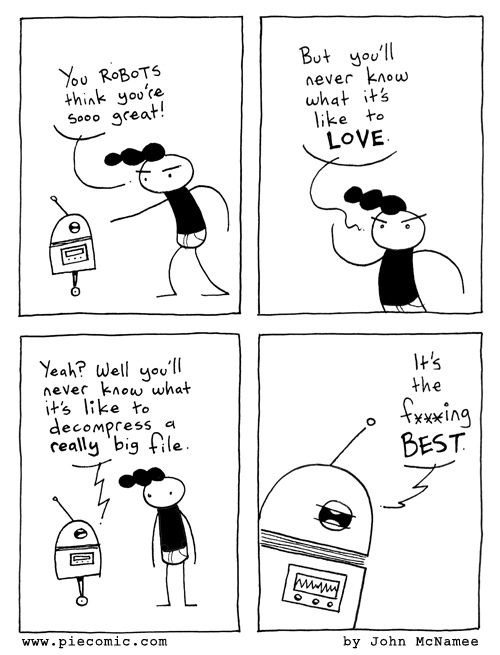 You ROBOTS
think you're
sooo great!
But you'll
never know
what it's
like to
LOVE.
Yeah? Well you'll
never know what
it's like to
decompress a
really big file.
It's
the
f***ing
BEST.
www.piecomic.com
by John McNamee